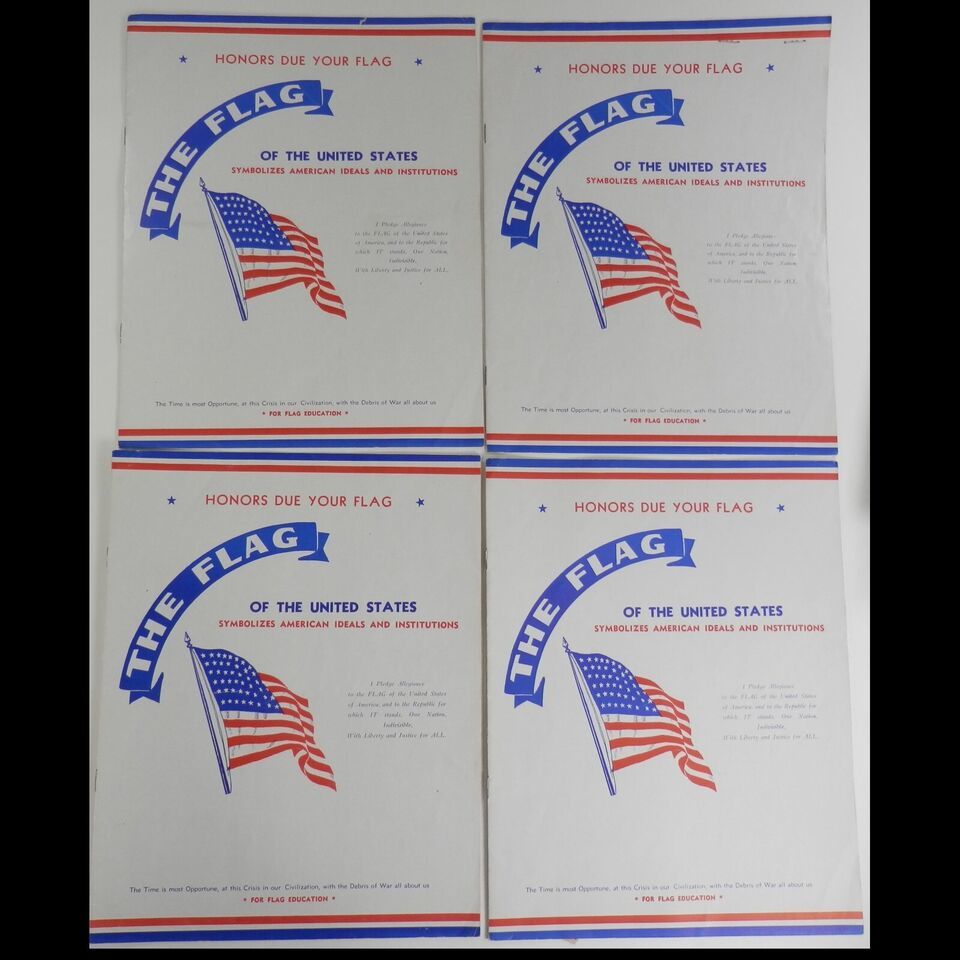 HONORS DUE YOUR FLAG
THE FLAG
OF THE UNITED STATES
SYMBOLIZES AMERICAN IDEALS AND INSTITUTIONS
I Pledge Allegiance
to the FLAG of the United States
of America, and to the Republic for
which IT stands, One Nation,
Indivisible,
With Liberty and Justice for ALL.
The Time is most Opportune, at this Crisis in our Civilization, with the Debris of War all about us
* FOR FLAG EDUCATION *
HONORS DUE YOUR FLAG
THE FLAG
OF THE UNITED STATES
SYMBOLIZES AMERICAN IDEALS AND INSTITUTIONS
I Pledge Allegiance
to the FLAG of the United States
of America, and to the Republic for
which IT stands, One Nation,
Indivisible,
With Liberty and Justice for ALL.
The Time is most Opportune, at this Crisis in our Civilization, with the Debris of War all about us
* FOR FLAG EDUCATION *
HONORS DUE YOUR FLAG
THE FLAG
OF THE UNITED STATES
SYMBOLIZES AMERICAN IDEALS AND INSTITUTIONS
I Pledge Allegiance
to the FLAG of the United States
of America, and to the Republic for
which IT stands, One Nation,
Indivisible,
With Liberty and Justice for ALL.
The Time is most Opportune, at this Crisis in our Civilization, with the Debris of War all about us
* FOR FLAG EDUCATION *
HONORS DUE YOUR FLAG
THE FLAG
OF THE UNITED STATES
SYMBOLIZES AMERICAN IDEALS AND INSTITUTIONS
I Pledge Allegiance
to the FLAG of the United States
of America, and to the Republic for
which IT stands, One Nation,
Indivisible,
With Liberty and Justice for ALL.
The Time is most Opportune, at this Crisis in our Civilization, with the Debris of War all about us
* FOR FLAG EDUCATION *